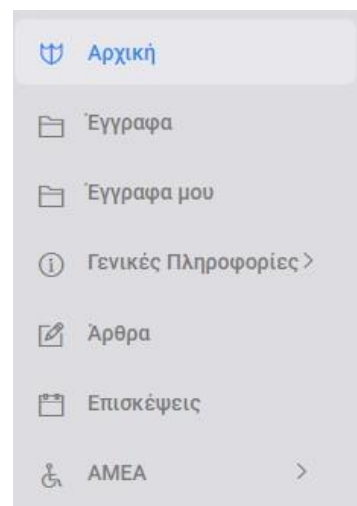 Αρχική
Έγγραφα
Έγγραφα μου
Γενικές Πληροφορίες
Άρθρα
Επισκέψεις
ΑΜΕΑ